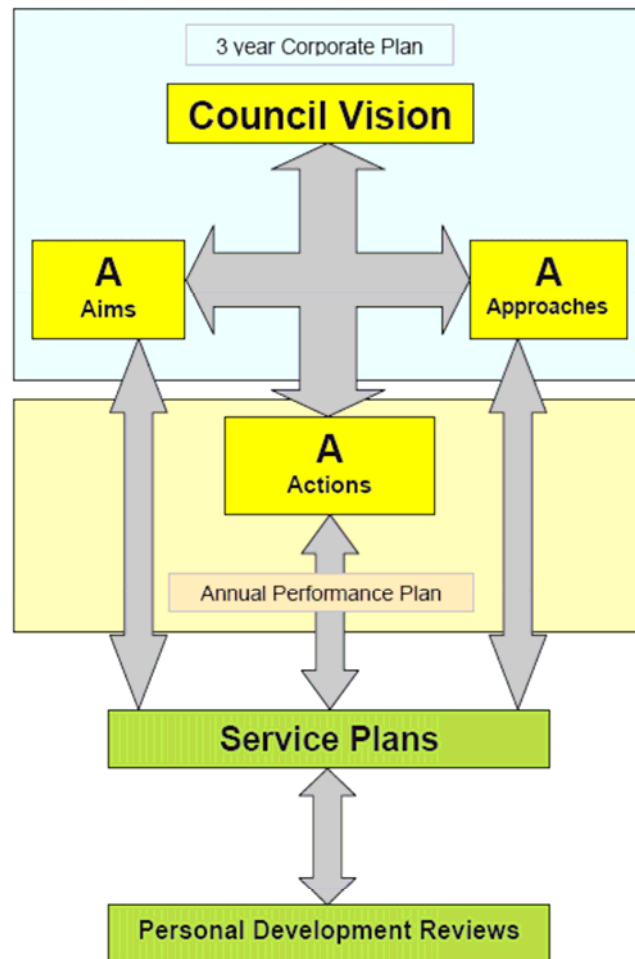 3 year Corporate Plan
Council Vision
A
Aims
A
Approaches
A
Actions
Annual Performance Plan
Service Plans
Personal Development Reviews